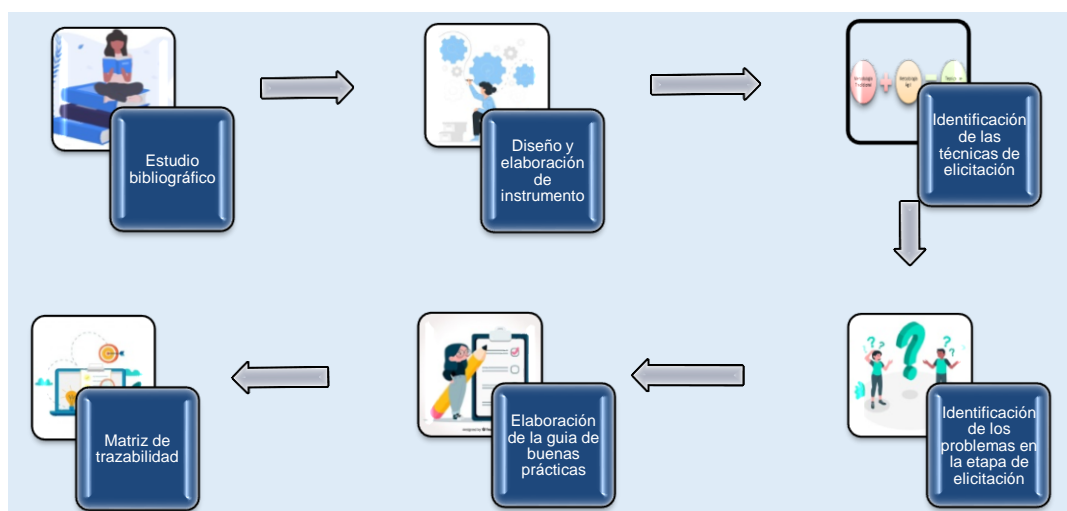 Estudio
bibliográfico
Diseño y
elaboración
de
instrumento
Identificación
de las
técnicas de
elicitación
Identificación
de los
problemas en
la etapa de
elicitación
Elaboración
de la guia de
buenas
prácticas
Matriz de
trazabilidad